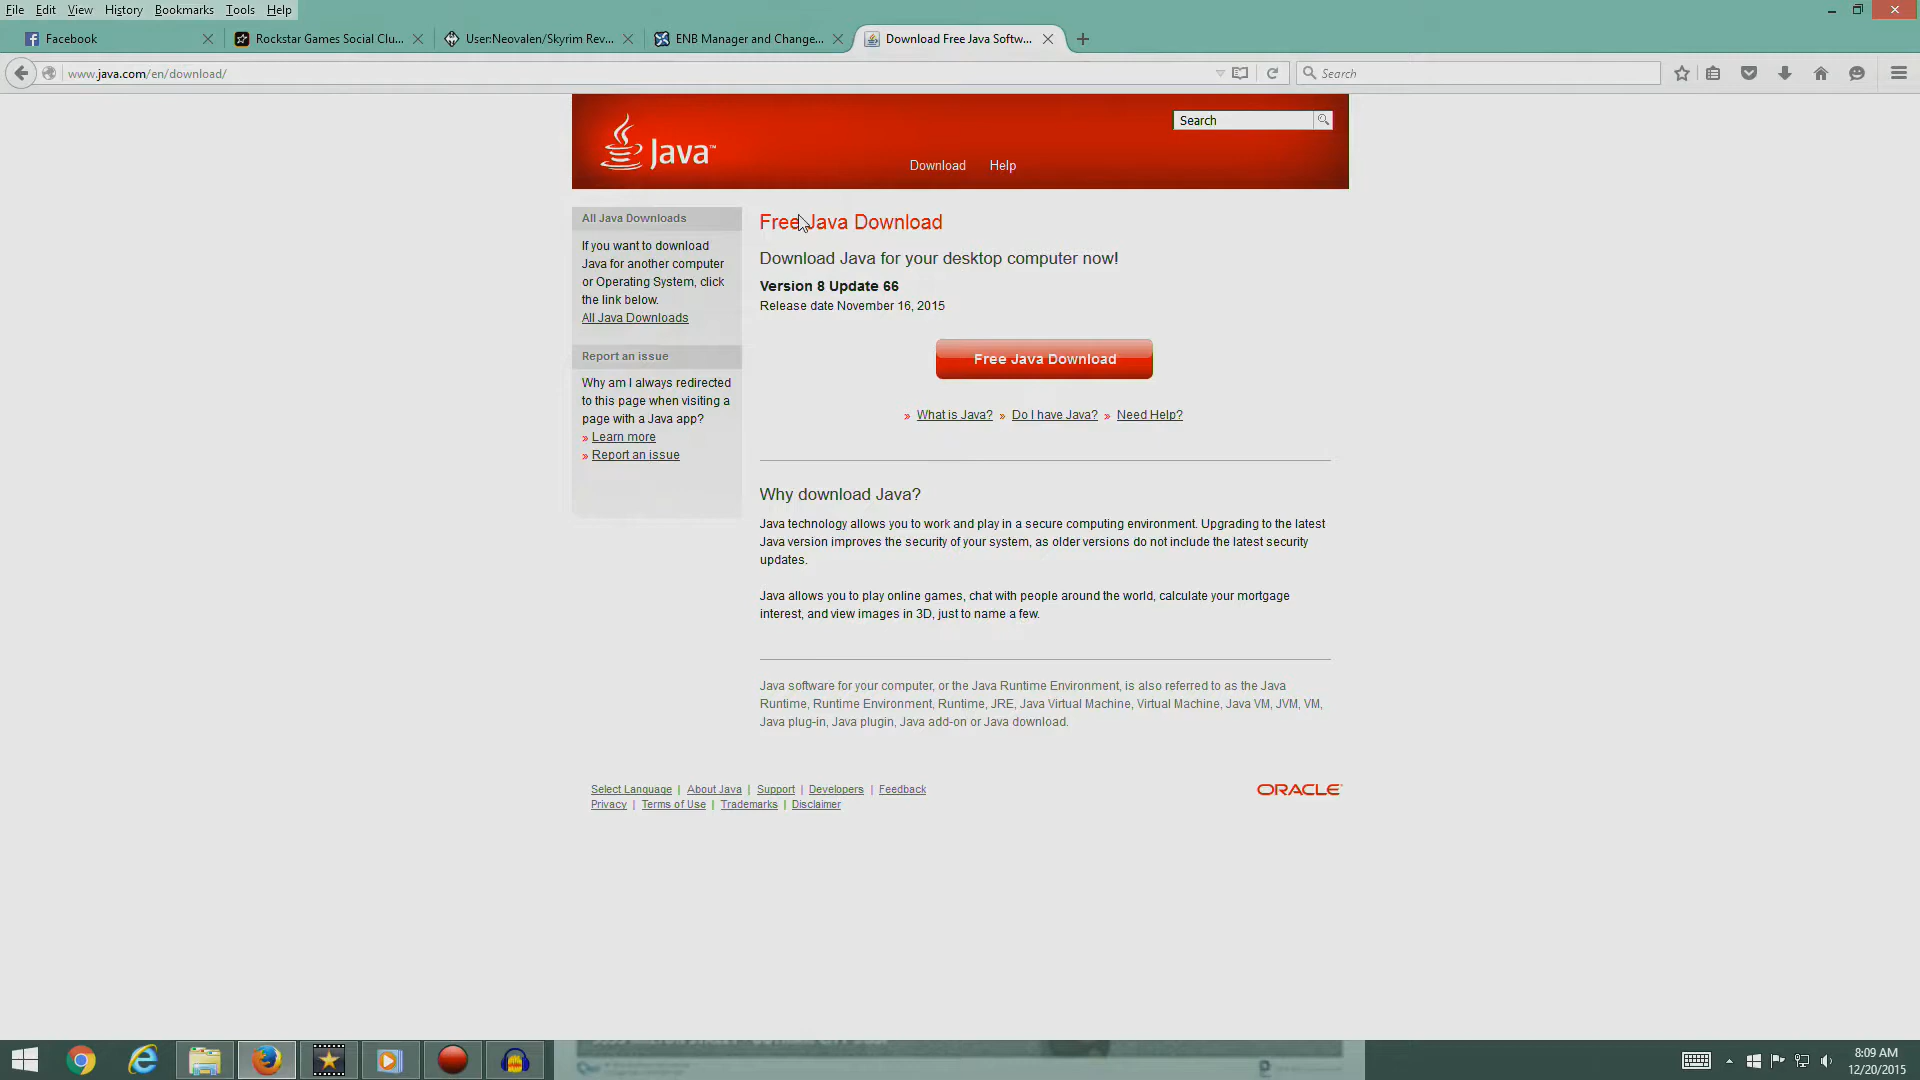 File Edit View History Bookmarks Tools Help
Facebook
Rockstar Games Social Clu...
User:Neovalen/Skyrim Rev...
ENB Manager and Change...
Download Free Java Softw...
www.java.com/en/download/
Search
Java™
Search
Download Help
All Java Downloads
If you want to download
Java for another computer
or Operating System, click
the link below.
All Java Downloads
Report an issue
Why am I always redirected
to this page when visiting a
page with a Java app?
» Learn more
» Report an issue
Free Java Download
Download Java for your desktop computer now!
Version 8 Update 66
Release date November 16, 2015
Free Java Download
» What is Java? » Do I have Java? » Need Help?
Why download Java?
Java technology allows you to work and play in a secure computing environment. Upgrading to the latest
Java version improves the security of your system, as older versions do not include the latest security
updates.
Java allows you to play online games, chat with people around the world, calculate your mortgage
interest, and view images in 3D, just to name a few.
Java software for your computer, or the Java Runtime Environment, is also referred to as the Java
Runtime, Runtime Environment, Runtime, JRE, Java Virtual Machine, Virtual Machine, Java VM, JVM, VM,
Java plug-in, Java plugin, Java add-on or Java download.
Select Language | About Java | Support | Developers | Feedback
Privacy | Terms of Use | Trademarks | Disclaimer
ORACLE
8:09 AM
12/20/2015